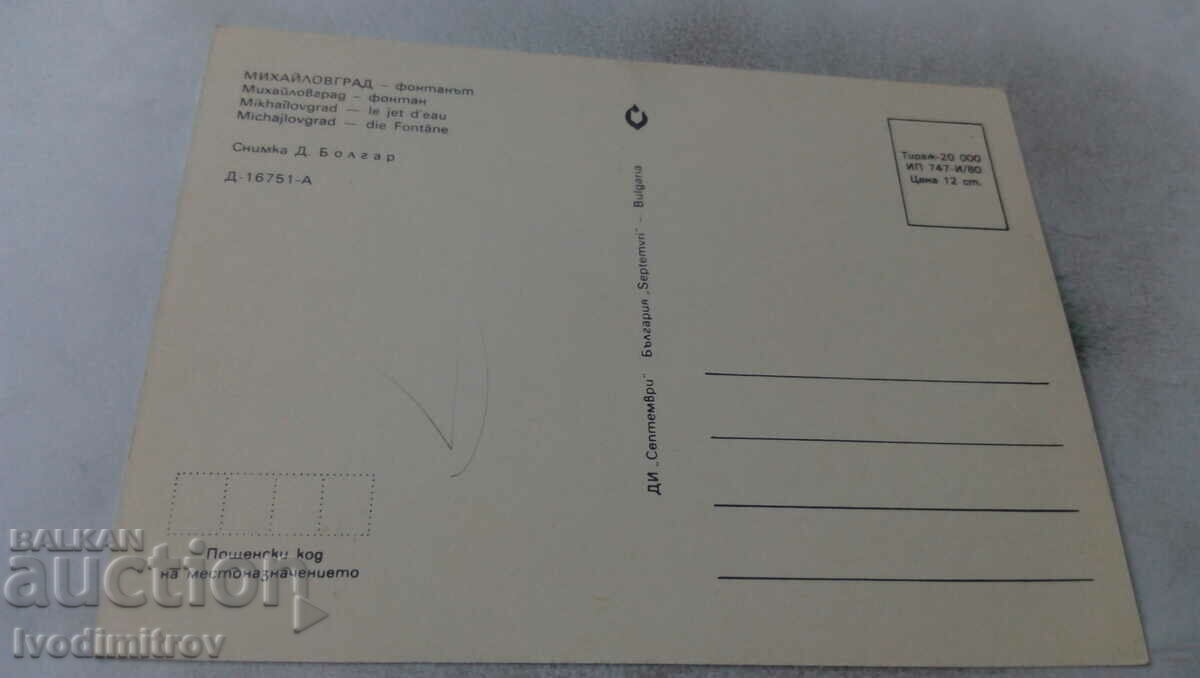 МИХАЙЛОВГРАД – фонтанът
Михайловград – фонтан
Mikhaïlovgrad — le jet d'eau
Michajlovgrad — die Fontäne
Снимка Д. Болгар
Д-16751-А
ДИ „Септември" България „Septemvri" – Bulgaria
Тираж-20 000
ИП 747-И/80
Цена 12 ст.
Пощенски код
на местоназначението
BALKAN
auction
Ivodimitrov